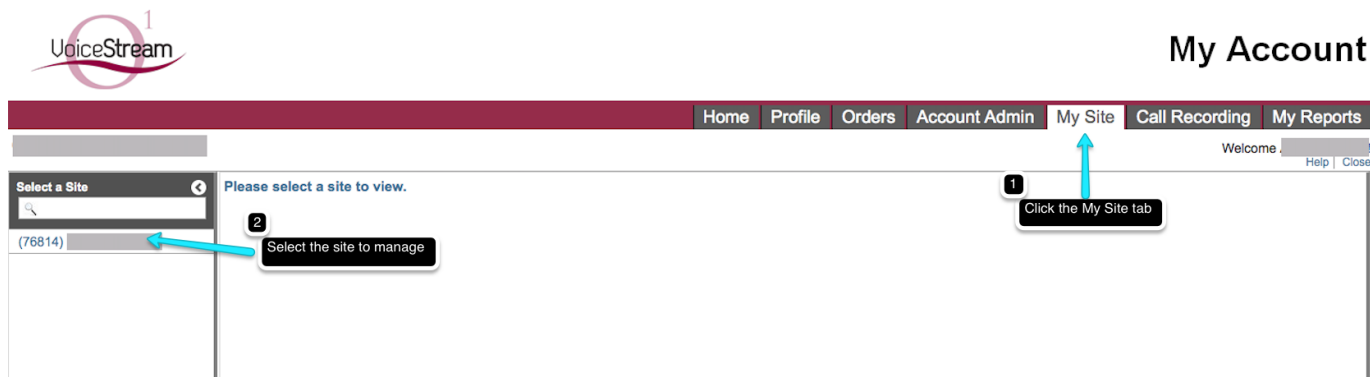 1
VoiceStream
My Account
Home Profile Orders Account Admin My Site Call Recording My Reports
Welcome
Help | Close
Select a Site
Please select a site to view.
1
Click the My Site tab
2
Select the site to manage
(76814)